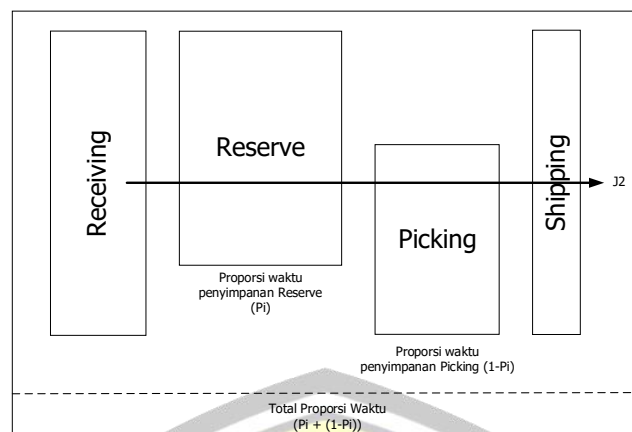 Receiving
Reserve
Proporsi waktu
penyimpanan Reserve
(Pi)
Picking
Proporsi waktu
penyimpanan Picking (1-Pi)
Shipping
J2
Total Proporsi Waktu
(Pi + (1-Pi))